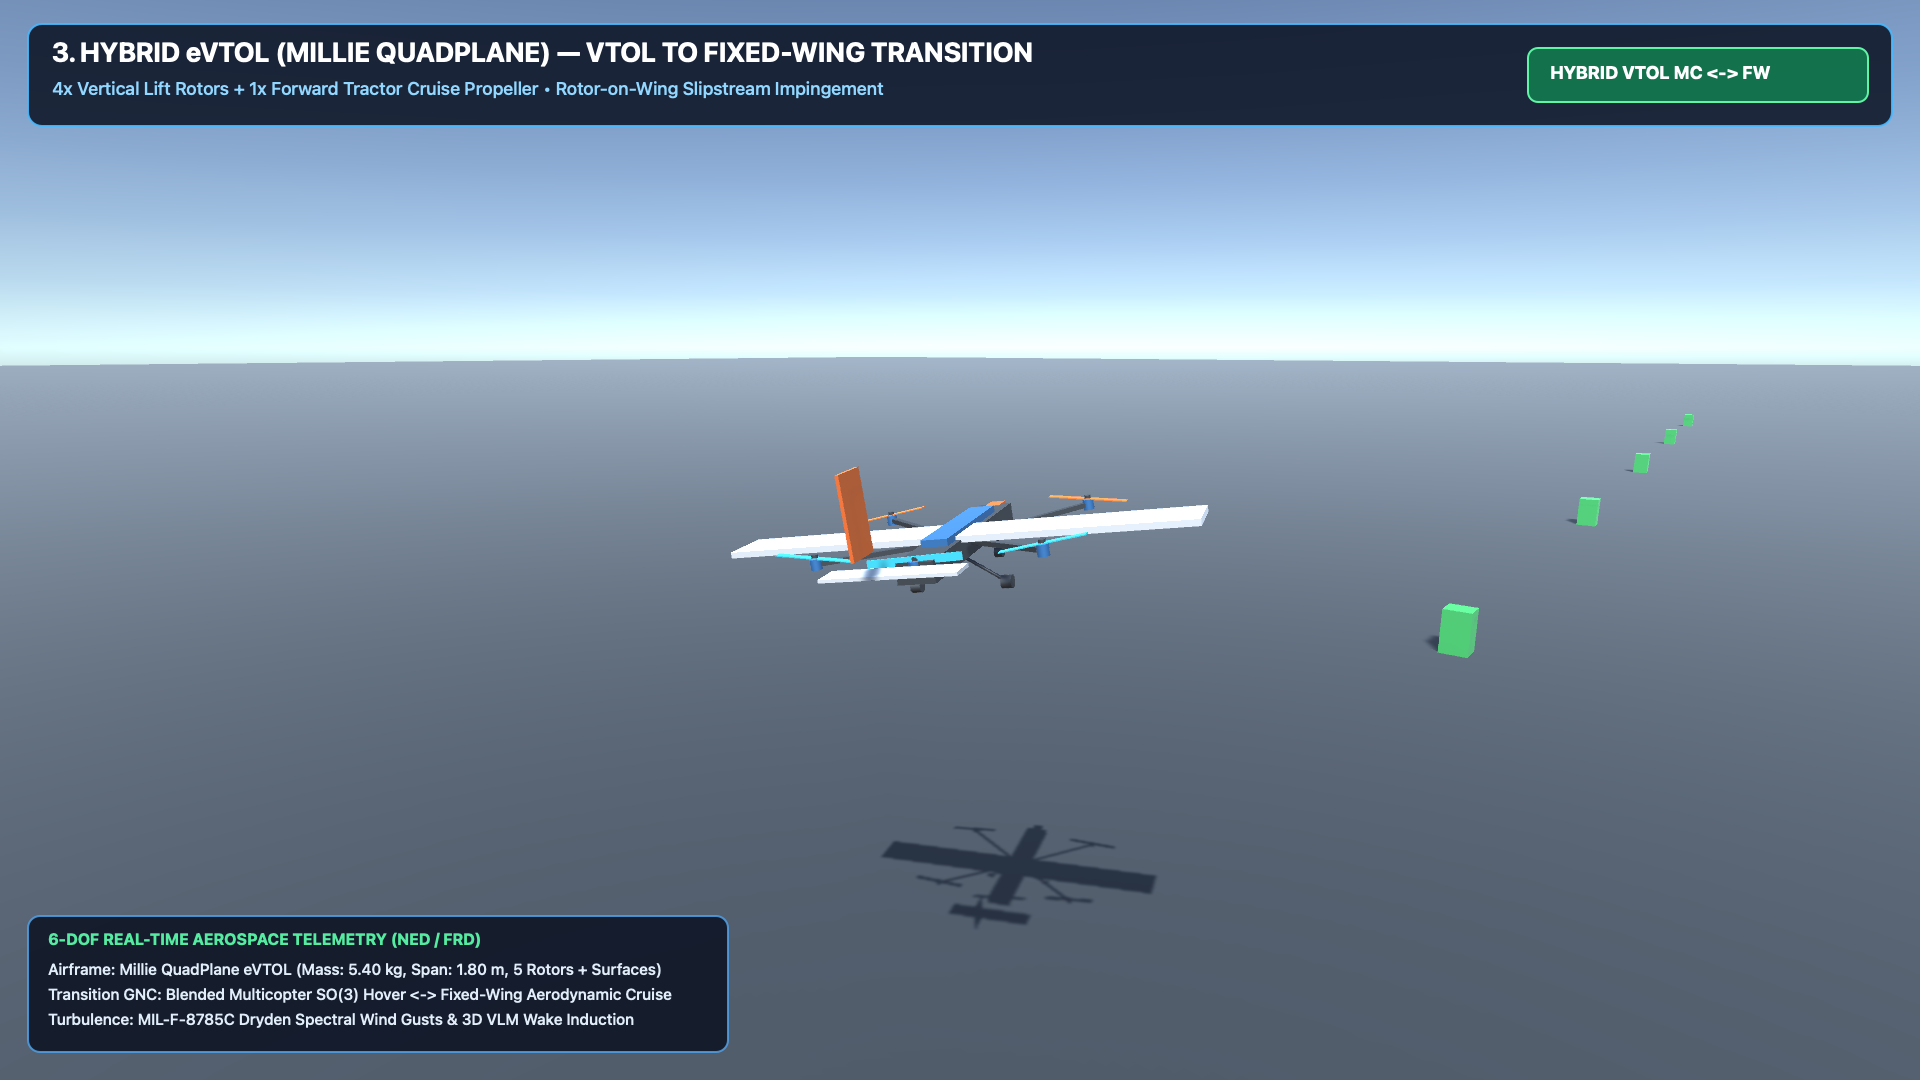 3. HYBRID eVTOL (MILLIE QUADPLANE) — VTOL TO FIXED-WING TRANSITION
4x Vertical Lift Rotors + 1x Forward Tractor Cruise Propeller • Rotor-on-Wing Slipstream Impingement
HYBRID VTOL MC <-> FW
6-DOF REAL-TIME AEROSPACE TELEMETRY (NED / FRD)
Airframe: Millie QuadPlane eVTOL (Mass: 5.40 kg, Span: 1.80 m, 5 Rotors + Surfaces)
Transition GNC: Blended Multicopter SO(3) Hover <-> Fixed-Wing Aerodynamic Cruise
Turbulence: MIL-F-8785C Dryden Spectral Wind Gusts & 3D VLM Wake Induction